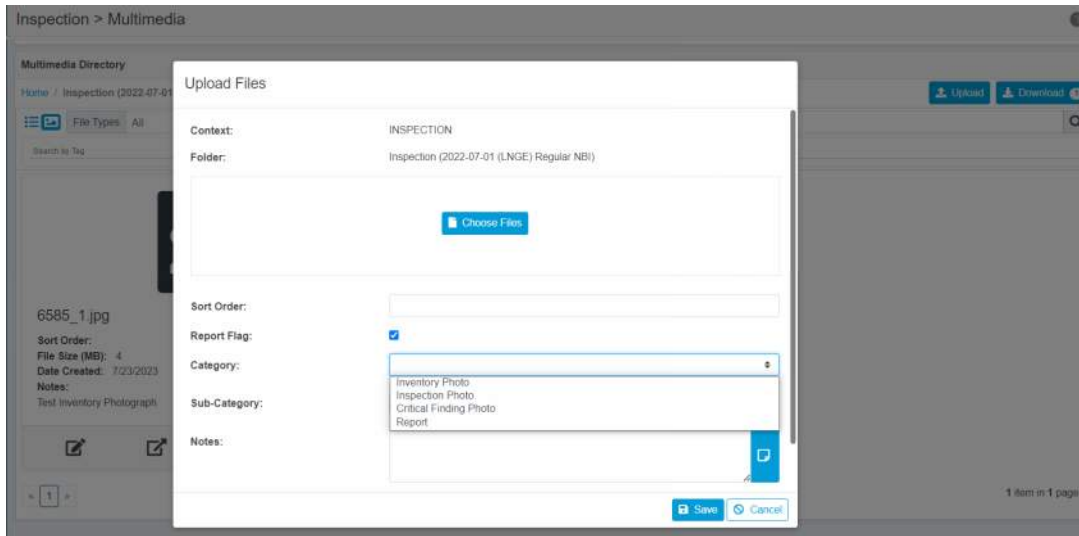 Inspection > Multimedia
Multimedia Directory
Home / Inspection (2022-07-01
Upload
Download
File Types All
Search by Tag
Upload Files
Context: INSPECTION
Folder: Inspection (2022-07-01 (LNGE) Regular NBI)
Choose Files
Sort Order:
Report Flag:
Category:
Inventory Photo
Inspection Photo
Critical Finding Photo
Report
Sub-Category:
Notes:
Save
Cancel
6585_1.jpg
Sort Order:
File Size (MB): 4
Date Created: 7/23/2023
Notes:
Test Inventory Photograph
« 1 »
1 item in 1 page